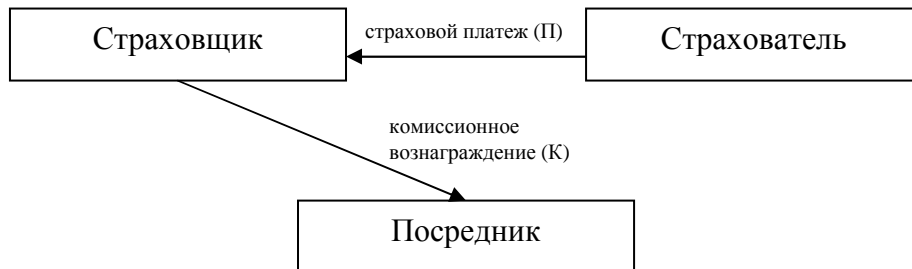 Страховщик
страховой платеж (П)
Страхователь
комиссионное
вознаграждение (К)
Посредник